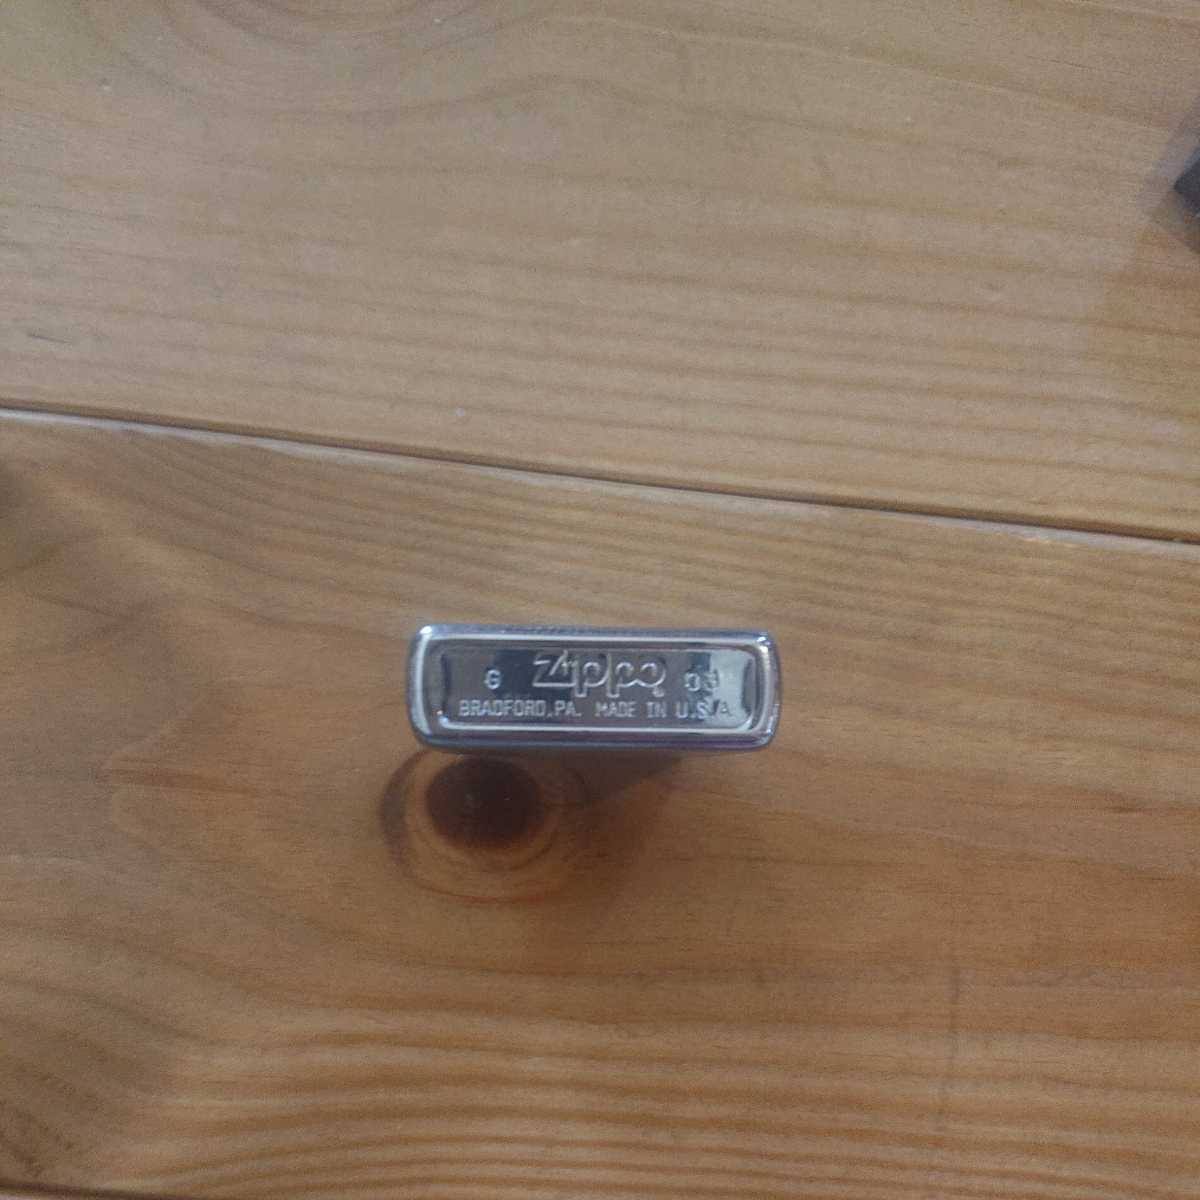 G Zippo 03
BRADFORD,PA. MADE IN U.S.A